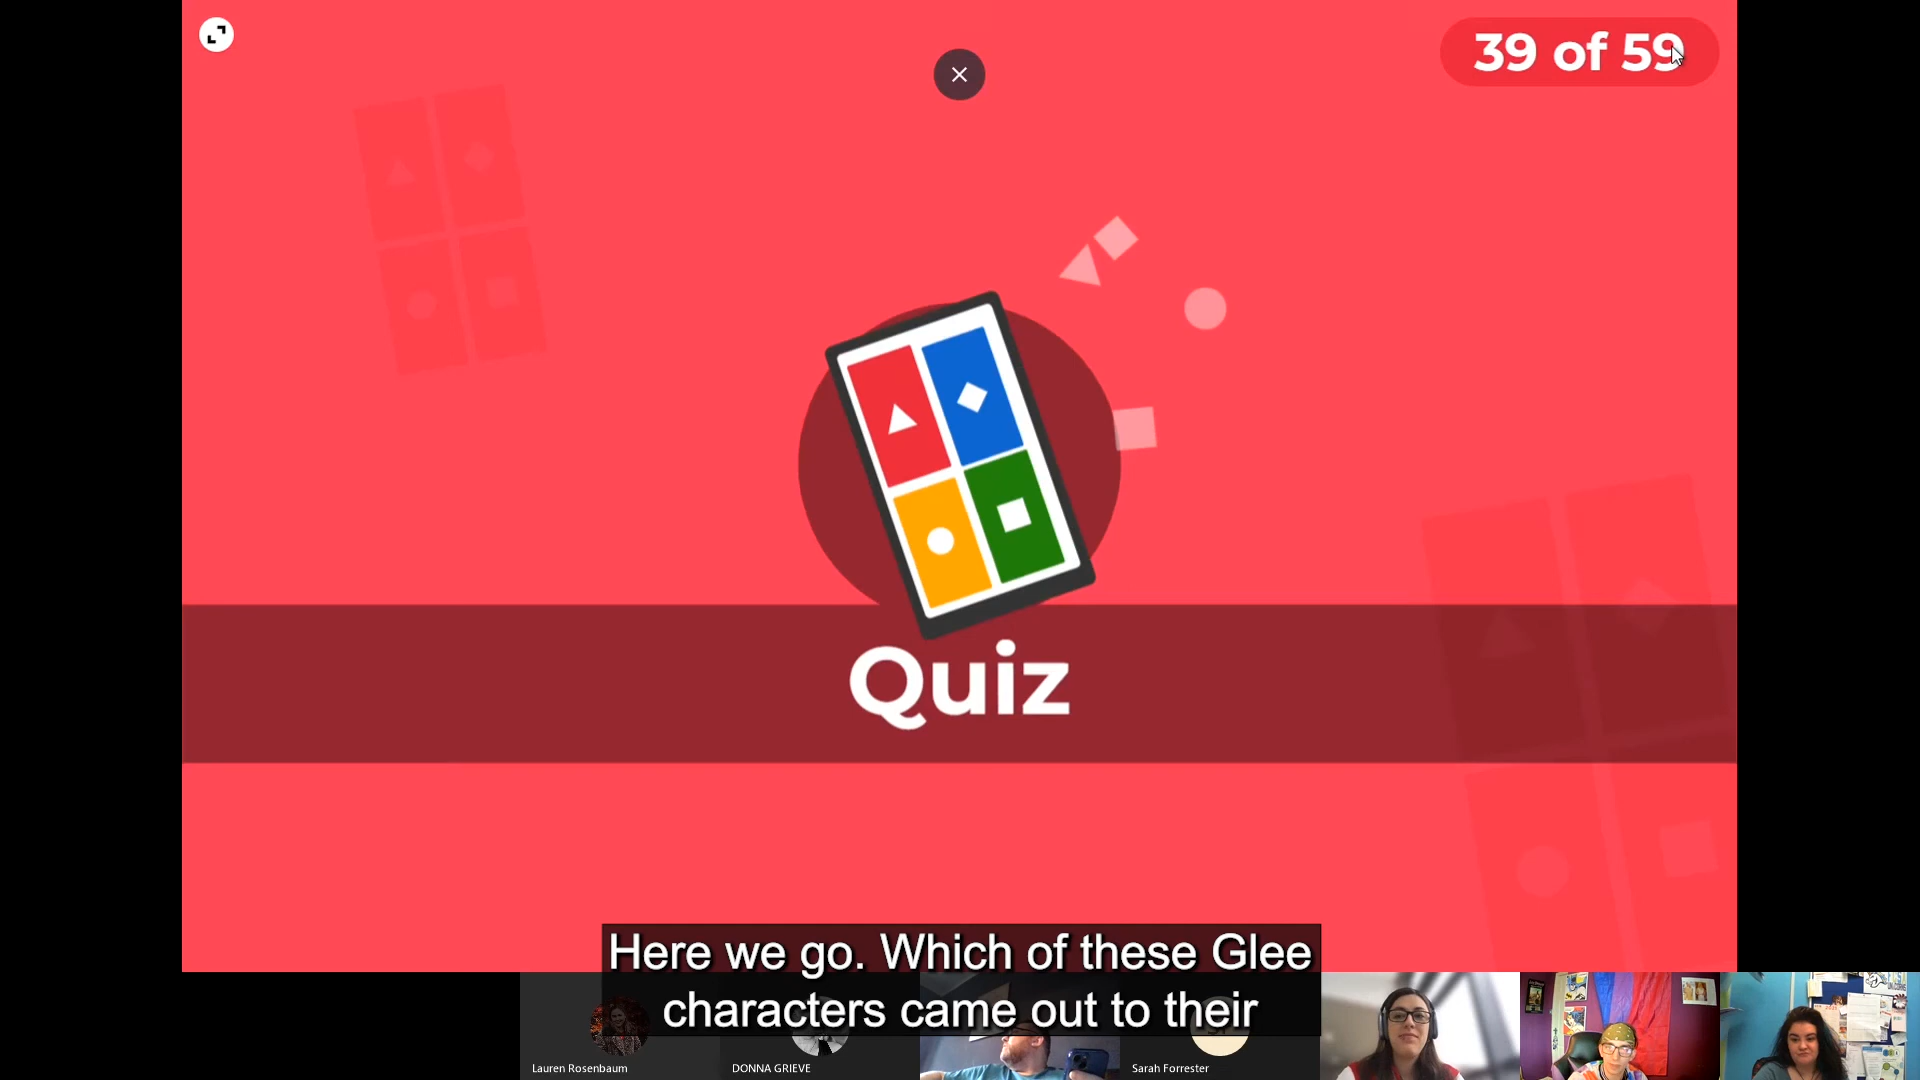 39 of 59
Quiz
Here we go. Which of these Glee
characters came out to their
Lauren Rosenbaum
DONNA GRIEVE
Sarah Forrester